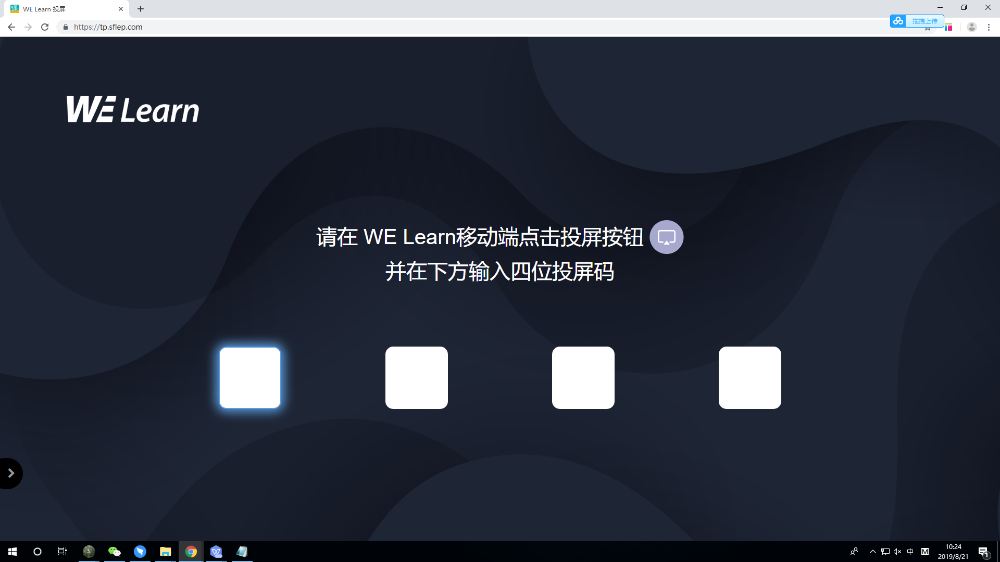 WE Learn 投屏
https://tp.sflep.com
拖拽上传
WE Learn
请在 WE Learn移动端点击投屏按钮
并在下方输入四位投屏码
中
M
10:24
2019/8/21
1